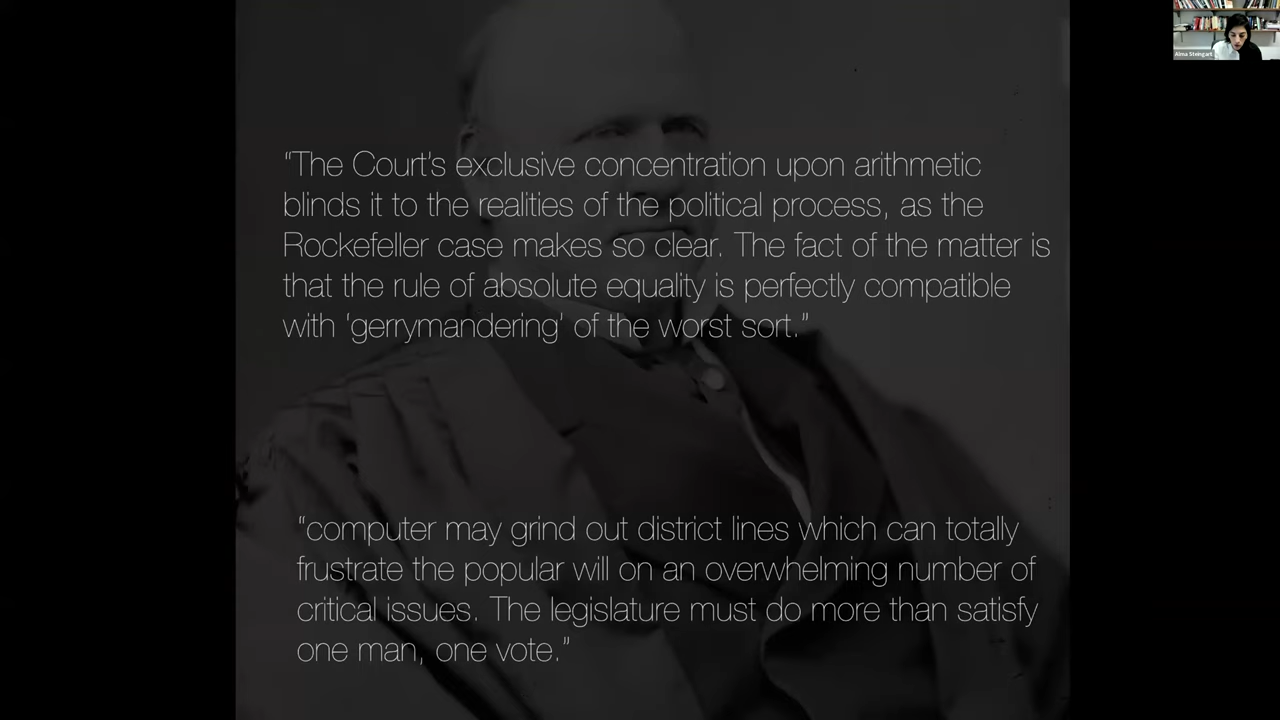 Alma Steingart
“The Court’s exclusive concentration upon arithmetic
blinds it to the realities of the political process, as the
Rockefeller case makes so clear. The fact of the matter is
that the rule of absolute equality is perfectly compatible
with ‘gerrymandering’ of the worst sort.”
“computer may grind out district lines which can totally
frustrate the popular will on an overwhelming number of
critical issues. The legislature must do more than satisfy
one man, one vote.”